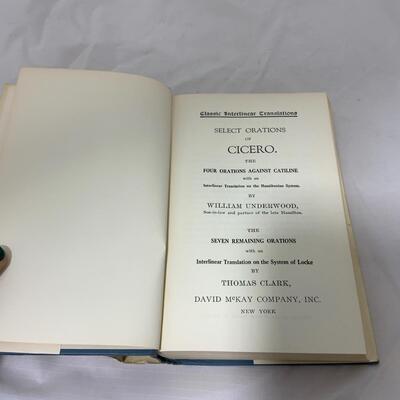 Classic Interlinear Translations
SELECT ORATIONS
OF
CICERO.
THE
FOUR ORATIONS AGAINST CATILINE
with an
Interlinear Translation on the Hamiltonian System.
BY
WILLIAM UNDERWOOD,
Son-in-law and partner of the late Hamilton.
THE
SEVEN REMAINING ORATIONS
with an
Interlinear Translation on the System of Locke
BY
THOMAS CLARK,
DAVID McKAY COMPANY, INC.
NEW YORK